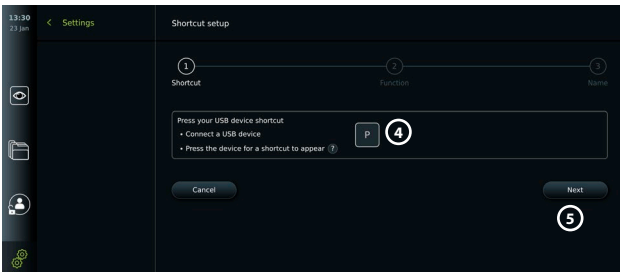 13:30
23 Jan
< Settings
Shortcut setup
1
2
3
Shortcut
Function
Name
Press your USB device shortcut
• Connect a USB device
• Press the device for a shortcut to appear ?
P
4
Cancel
Next
5